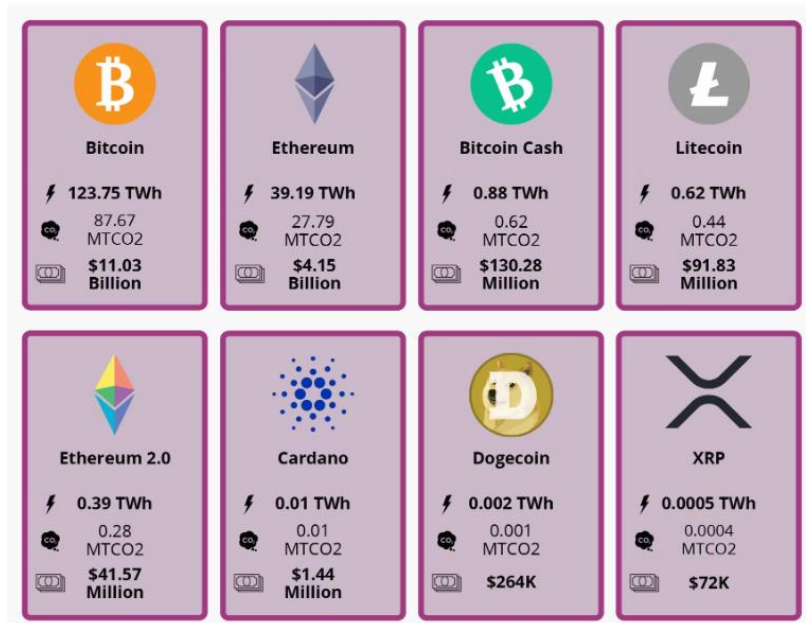 Bitcoin
123.75 TWh
87.67
MTCO2
$11.03
Billion
Ethereum
39.19 TWh
27.79
MTCO2
$4.15
Billion
Bitcoin Cash
0.88 TWh
0.62
MTCO2
$130.28
Million
Litecoin
0.62 TWh
0.44
MTCO2
$91.83
Million
Ethereum 2.0
0.39 TWh
0.28
MTCO2
$41.57
Million
Cardano
0.01 TWh
0.01
MTCO2
$1.44
Million
Dogecoin
0.002 TWh
0.001
MTCO2
$264K
XRP
0.0005 TWh
0.0004
MTCO2
$72K